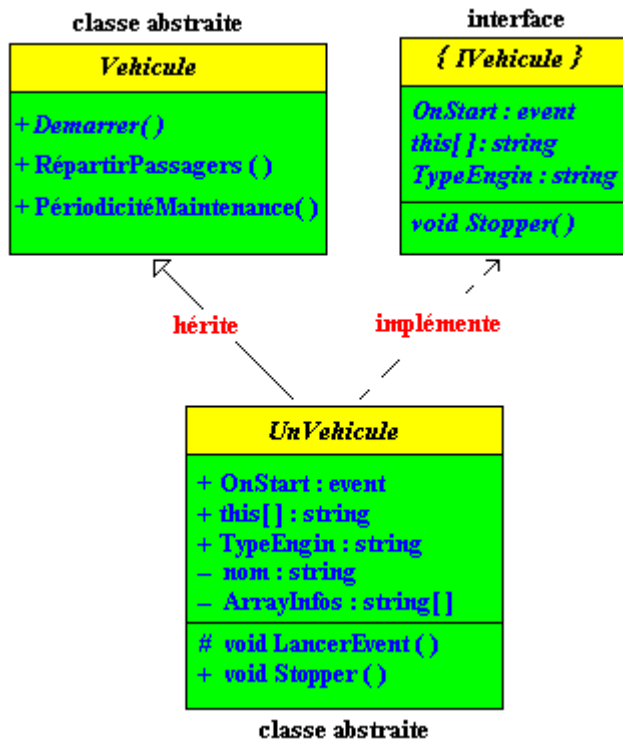 classe abstraite
Vehicule
+ Demarrer( )
+ RépartirPassagers ( )
+ PériodicitéMaintenance( )
interface
{ IVehicule }
OnStart : event
this[ ] : string
TypeEngin : string
void Stopper( )
hérite
implémente
UnVehicule
+ OnStart : event
+ this[ ] : string
+ TypeEngin : string
– nom : string
– ArrayInfos : string[ ]
# void LancerEvent ( )
+ void Stopper ( )
classe abstraite